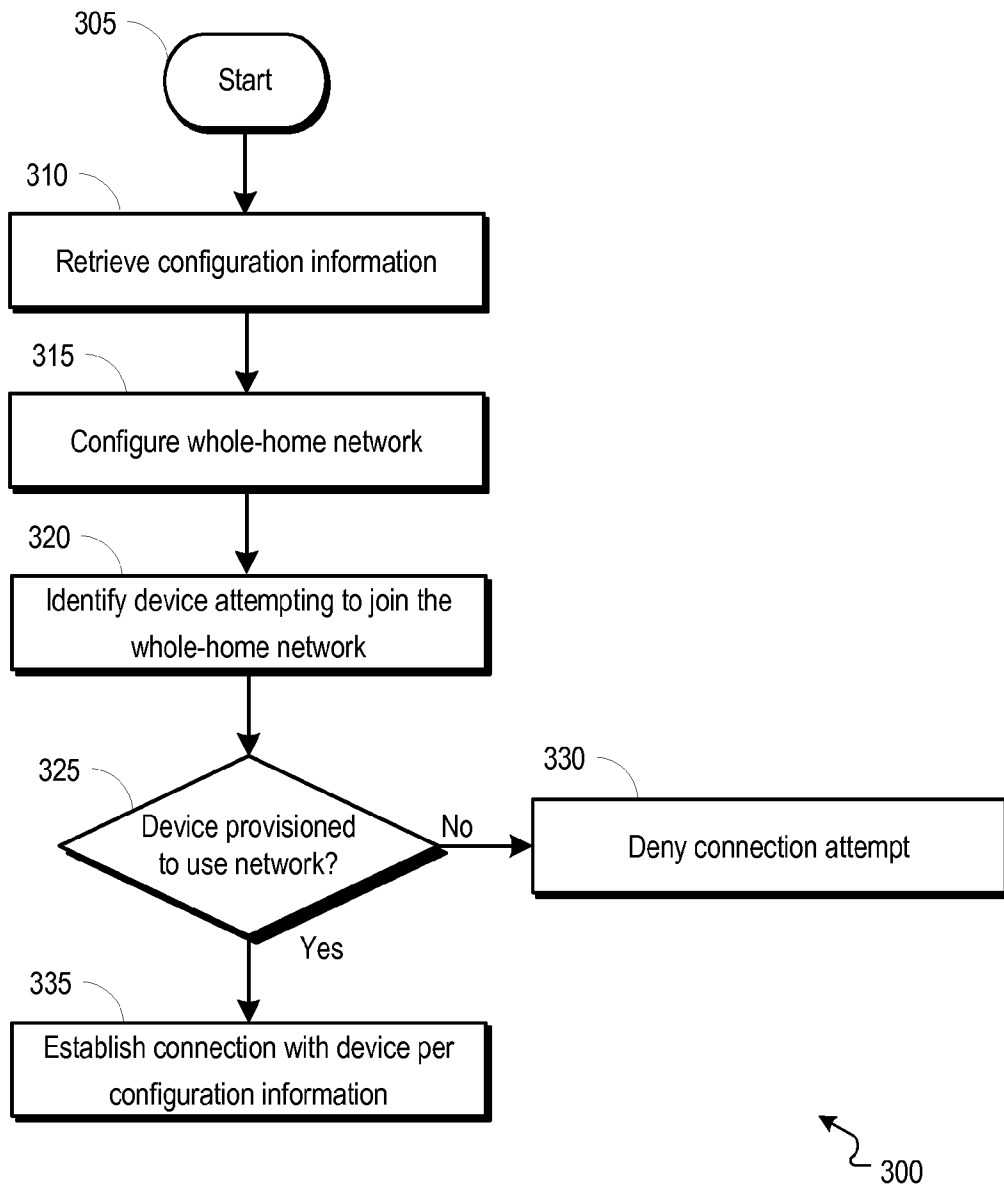 305
Start
310
Retrieve configuration information
315
Configure whole-home network
320
Identify device attempting to join the
whole-home network
325
Device provisioned
to use network?
No
330
Deny connection attempt
Yes
335
Establish connection with device per
configuration information
300